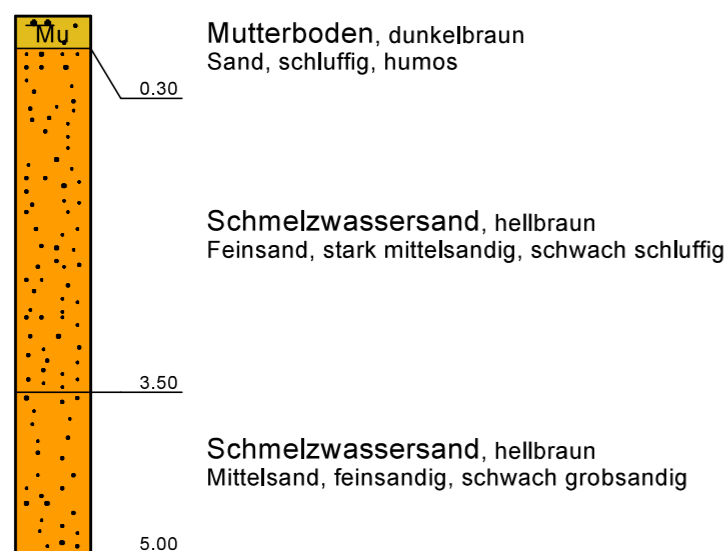 Mu
Mutterboden, dunkelbraun
Sand, schluffig, humos
0.30
Schmelzwassersand, hellbraun
Feinsand, stark mittelsandig, schwach schluffig
3.50
Schmelzwassersand, hellbraun
Mittelsand, feinsandig, schwach grobsandig
5.00